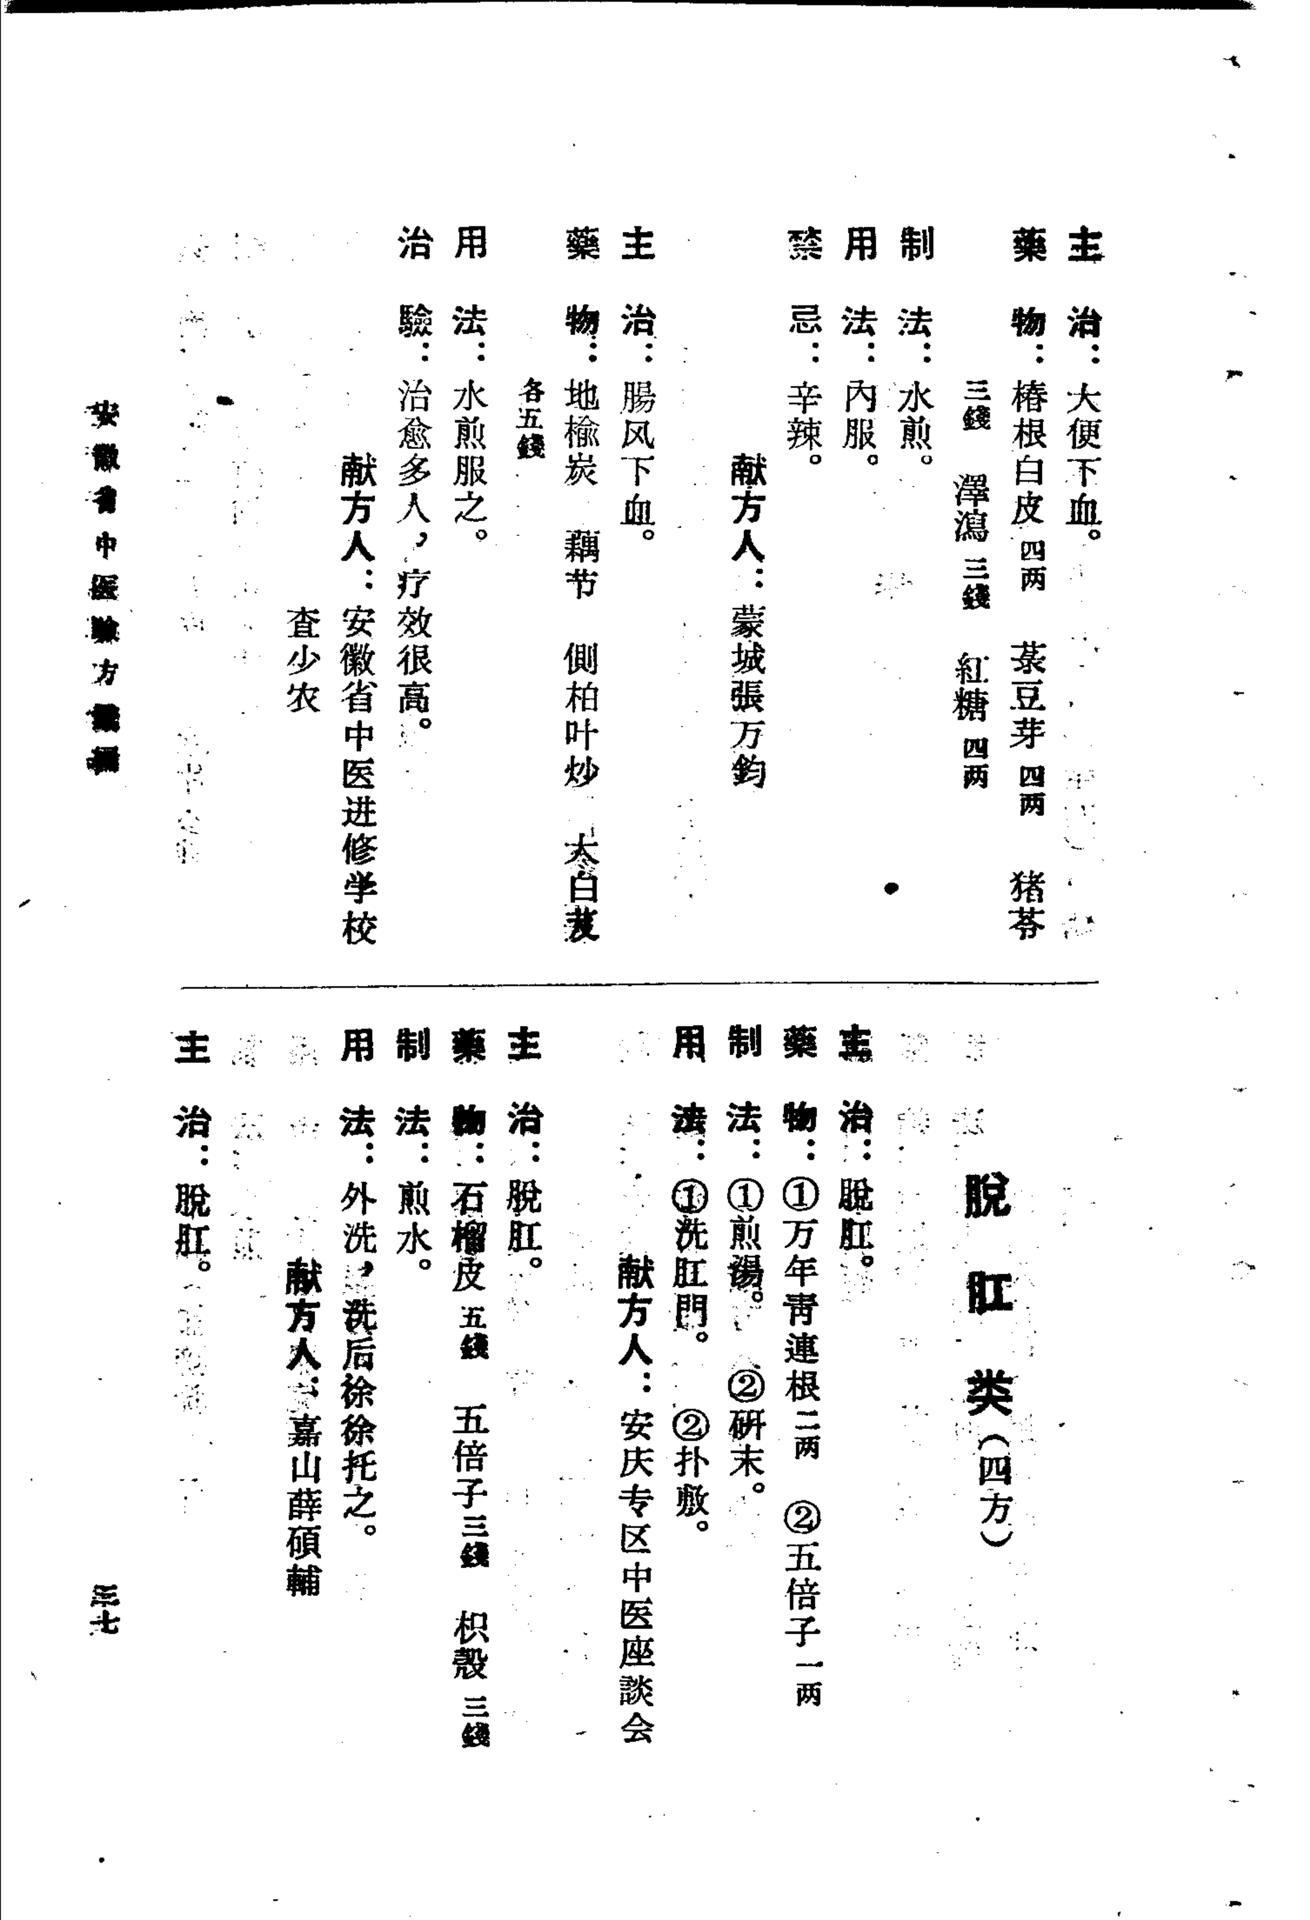 主　治：大便下血。
藥　物：椿根白皮四两　菉豆芽四两　猪苓
三錢　澤瀉三錢　紅糖四两
制　法：水煎。
用　法：內服。
禁　忌：辛辣。
献方人：蒙城張万鈞
主　治：腸风下血。
藥　物：地楡炭　藕节　側柏叶炒　大白芨
各五錢
用　法：水煎服之。
治　驗：治愈多人，疗效很高。
献方人：安徽省中医进修学校
查少农
脫肛类（四方）
主　治：脫肛。
藥　物：①万年青連根二两　②五倍子一两
制　法：①煎湯。　②研末。
用　法：①洗肛門。　②扑敷。
献方人：安庆专区中医座談会
主　治：脫肛。
藥　物：石榴皮五錢　五倍子三錢　枳殼三錢
制　法：煎水。
用　法：外洗，洗后徐徐托之。
献方人：嘉山薛碩輔
主　治：脫肛。
安徽省中医驗方
三七